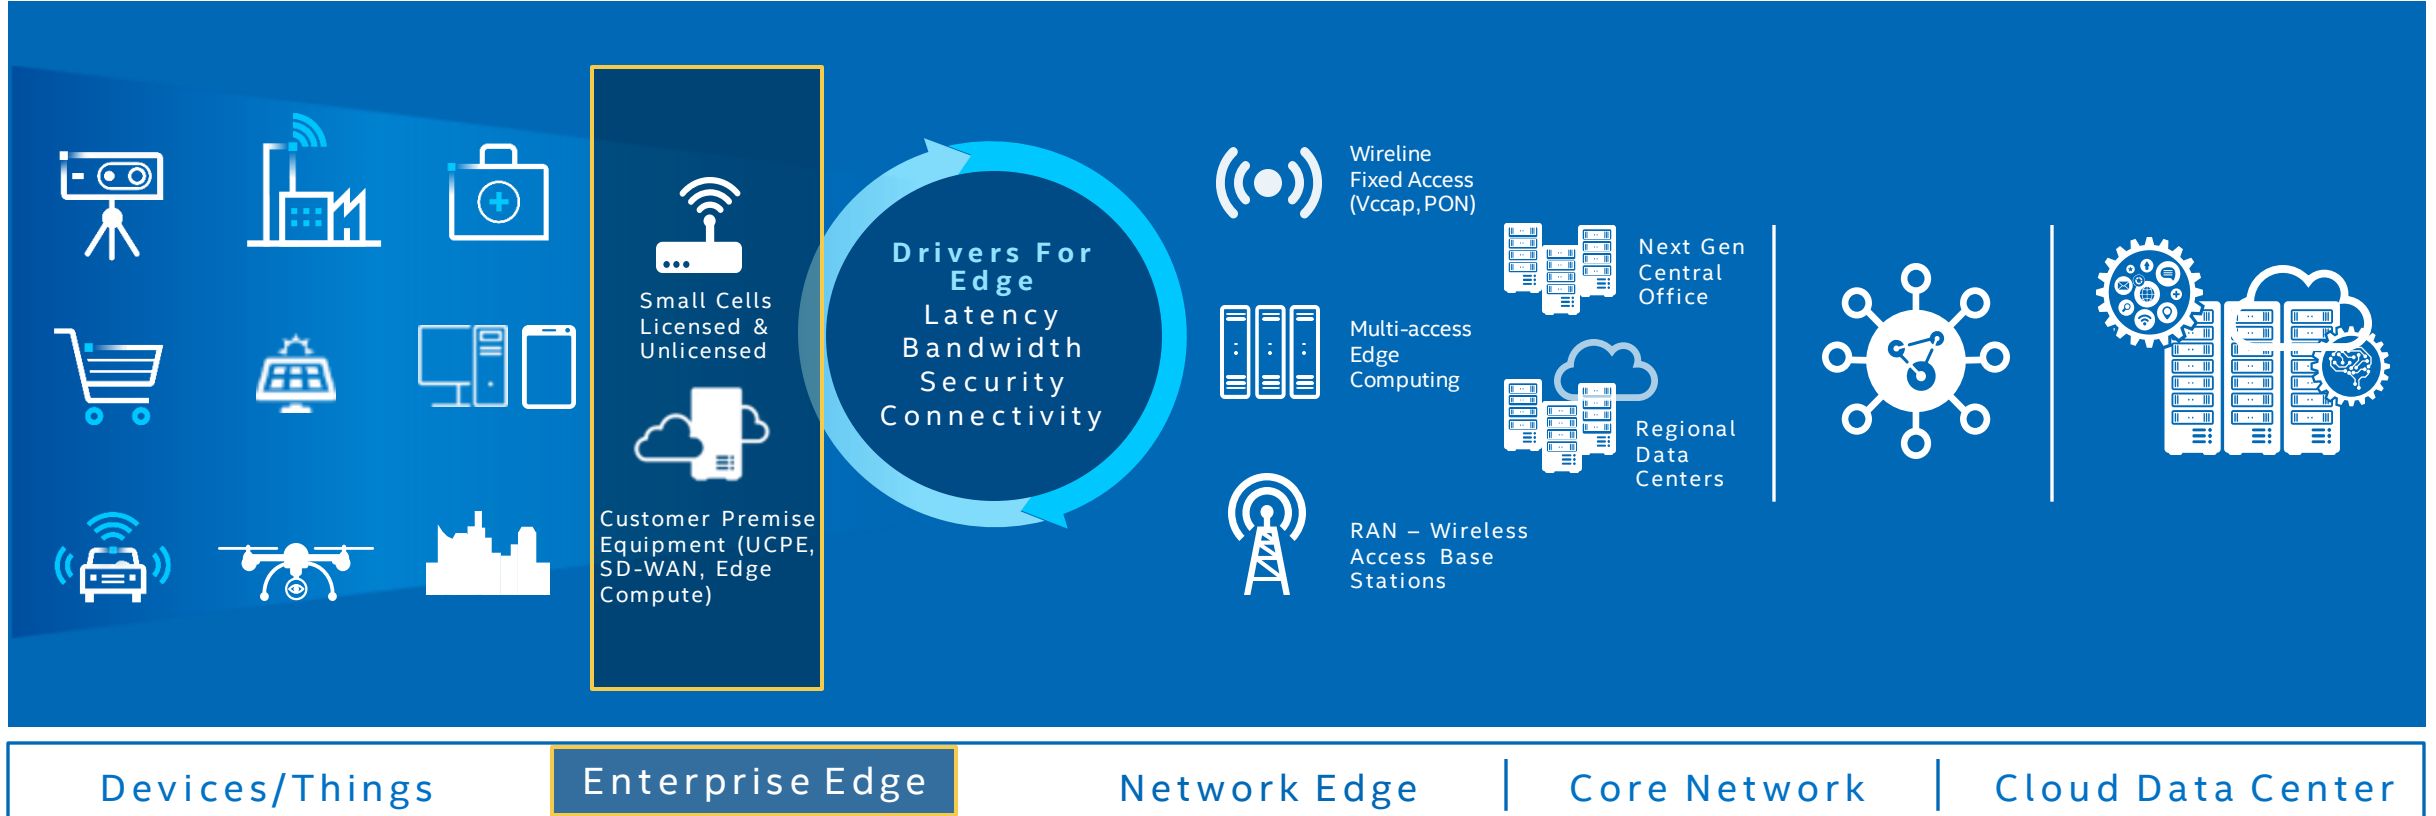 Small Cells
Licensed &
Unlicensed
Customer Premise
Equipment (UCPE,
SD-WAN, Edge
Compute)
Drivers For
Edge
Latency
Bandwidth
Security
Connectivity
Wireline
Fixed Access
(Vccap, PON)
Multi-access
Edge
Computing
RAN – Wireless
Access Base
Stations
Next Gen
Central
Office
Regional
Data
Centers
Devices/Things
Enterprise Edge
Network Edge
Core Network
Cloud Data Center